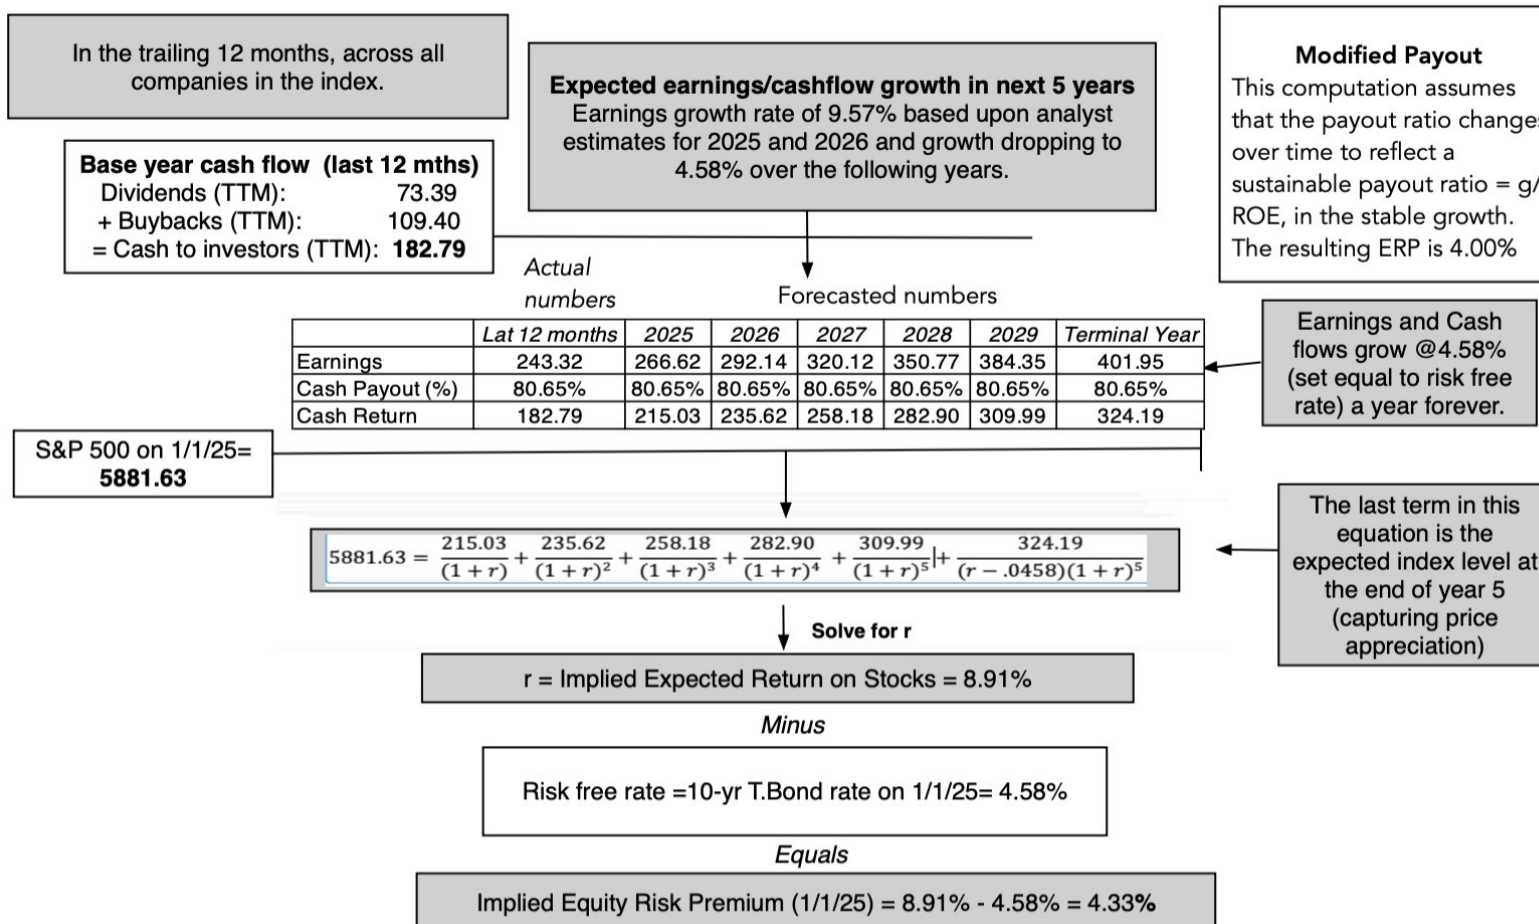 In the trailing 12 months, across all
companies in the index.
Base year cash flow (last 12 mths)
Dividends (TTM): 73.39
+ Buybacks (TTM): 109.40
= Cash to investors (TTM): 182.79
Expected earnings/cashflow growth in next 5 years
Earnings growth rate of 9.57% based upon analyst
estimates for 2025 and 2026 and growth dropping to
4.58% over the following years.
Modified Payout
This computation assumes
that the payout ratio changes
over time to reflect a
sustainable payout ratio = g/
ROE, in the stable growth.
The resulting ERP is 4.00%
Actual
numbers
Forecasted numbers
Lat 12 months 2025 2026 2027 2028 2029 Terminal Year
Earnings 243.32 266.62 292.14 320.12 350.77 384.35 401.95
Cash Payout (%) 80.65% 80.65% 80.65% 80.65% 80.65% 80.65% 80.65%
Cash Return 182.79 215.03 235.62 258.18 282.90 309.99 324.19
Earnings and Cash
flows grow @4.58%
(set equal to risk free
rate) a year forever.
S&P 500 on 1/1/25=
5881.63
5881.63 = 215.03/(1 + r) + 235.62/(1 + r)² + 258.18/(1 + r)³ + 282.90/(1 + r)⁴ + 309.99/(1 + r)⁵ + 324.19/(r − .0458)(1 + r)⁵
The last term in this
equation is the
expected index level at
the end of year 5
(capturing price
appreciation)
Solve for r
r = Implied Expected Return on Stocks = 8.91%
Minus
Risk free rate =10-yr T.Bond rate on 1/1/25= 4.58%
Equals
Implied Equity Risk Premium (1/1/25) = 8.91% - 4.58% = 4.33%